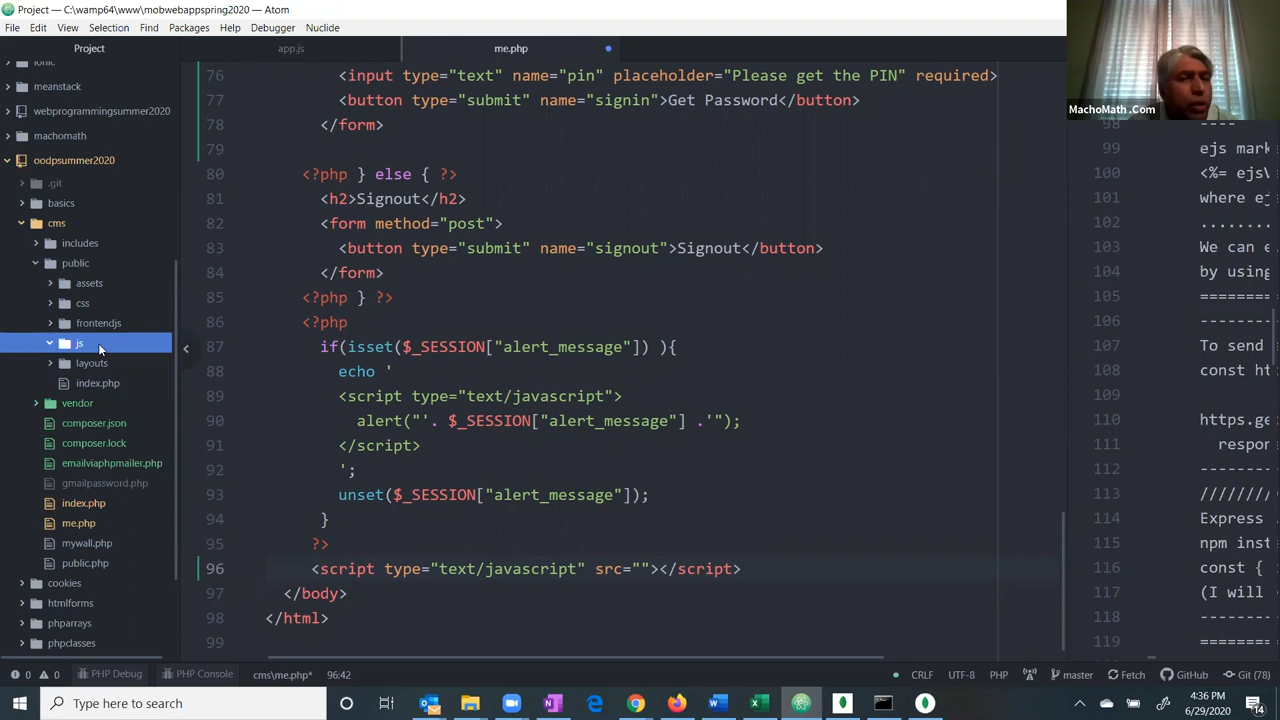 Project — C:\wamp64\www\mobwebappspring2020 — Atom
File Edit View Selection Find Packages Help Debugger Nuclide
Project
app.js
me.php
ionic
meanstack
webprogrammingsummer2020
machomath
oodpsummer2020
.git
basics
cms
includes
public
assets
css
frontendjs
js
layouts
index.php
vendor
composer.json
composer.lock
emailviaphpmailer.php
gmailpassword.php
index.php
me.php
mywall.php
public.php
cookies
htmlforms
phparrays
phpclasses
76 <input type="text" name="pin" placeholder="Please get the PIN" required>
77 <button type="submit" name="signin">Get Password</button>
78 </form>
79
80 <?php } else { ?>
81 <h2>Signout</h2>
82 <form method="post">
83 <button type="submit" name="signout">Signout</button>
84 </form>
85 <?php } ?>
86 <?php
87 if(isset($_SESSION["alert_message"]) ){
88 echo '
89 <script type="text/javascript">
90 alert("'. $_SESSION["alert_message"] .'");
91 </script>
92 ';
93 unset($_SESSION["alert_message"]);
94 }
95 ?>
96 <script type="text/javascript" src=""></script>
97 </body>
98 </html>
99
MachoMath .Com
98 ----
99 ejs mark
100 <%= ejsV
101 where ej
102 ........
103 We can e
104 by using
105 ========
106 --------
107 To send
108 const ht
109
110 https.ge
111 respon
112 --------
113 ////////
114 Express
115 npm inst
116 const {
117 (I will
118 --------
119 ========
0 0 PHP Debug PHP Console cms\me.php* 96:42
CRLF UTF-8 PHP master Fetch GitHub Git (78)
Type here to search
4:36 PM
6/29/2020
14